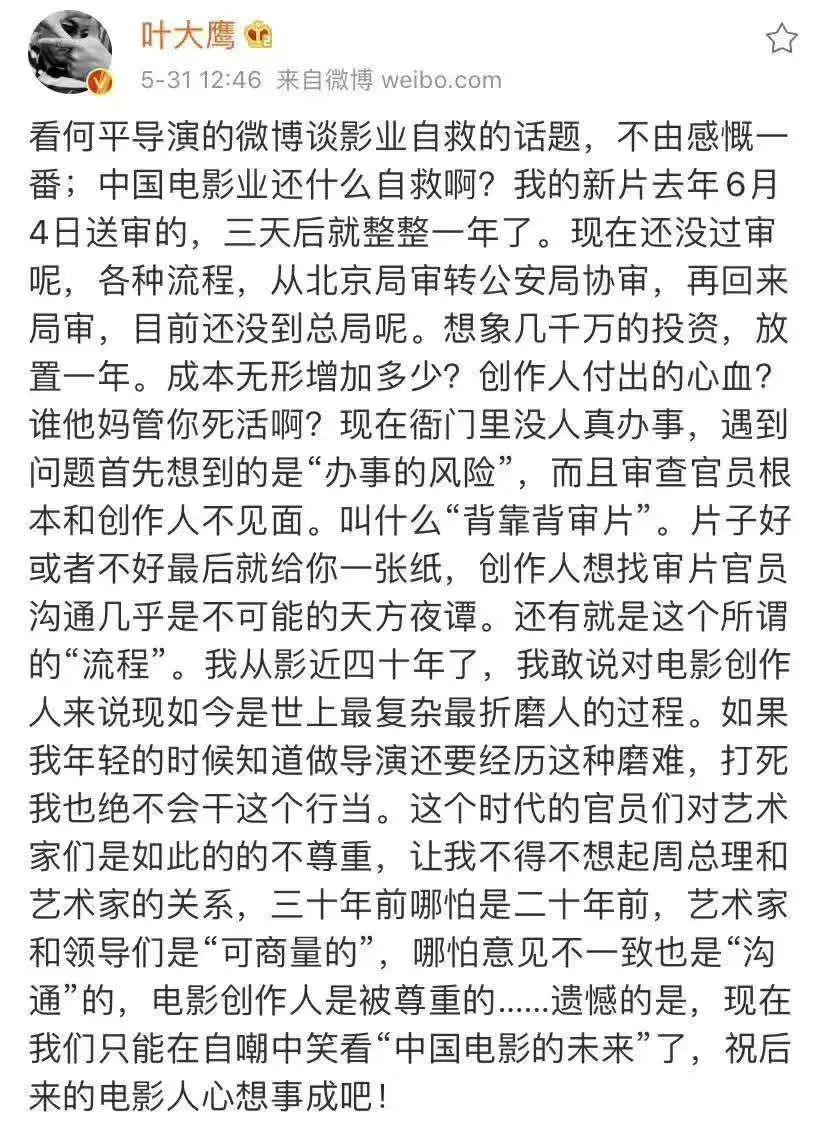 叶大鹰
5-31 12:46 来自微博 weibo.com
看何平导演的微博谈影业自救的话题，不由感慨一
番；中国电影业还什么自救啊？我的新片去年6月
4日送审的，三天后就整整一年了。现在还没过审
呢，各种流程，从北京局审转公安局协审，再回来
局审，目前还没到总局呢。想象几千万的投资，放
置一年。成本无形增加多少？创作人付出的心血？
谁他妈管你死活啊？现在衙门里没人真办事，遇到
问题首先想到的是“办事的风险”，而且审查官员根
本和创作人不见面。叫什么“背靠背审片”。片子好
或者不好最后就给你一张纸，创作人想找审片官员
沟通几乎是不可能的天方夜谭。还有就是这个所谓
的“流程”。我从影近四十年了，我敢说对电影创作
人来说现如今是世上最复杂最折磨人的过程。如果
我年轻的时候知道做导演还要经历这种磨难，打死
我也绝不会干这个行当。这个时代的官员们对艺术
家们是如此的的不尊重，让我不得不想起周总理和
艺术家的关系，三十年前哪怕是二十年前，艺术家
和领导们是“可商量的”，哪怕意见不一致也是“沟
通”的，电影创作人是被尊重的……遗憾的是，现在
我们只能在自嘲中笑看“中国电影的未来”了，祝后
来的电影人心想事成吧！